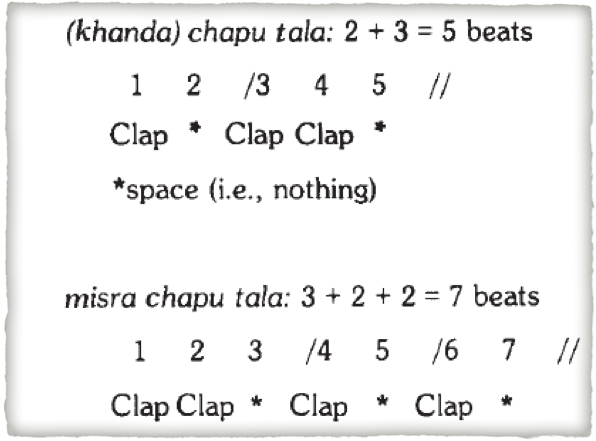 (khanda) chapu tala: 2 + 3 = 5 beats
1 2 /3 4 5 //
Clap * Clap Clap *
*space (i.e., nothing)
misra chapu tala: 3 + 2 + 2 = 7 beats
1 2 3 /4 5 /6 7 //
Clap Clap * Clap * Clap *